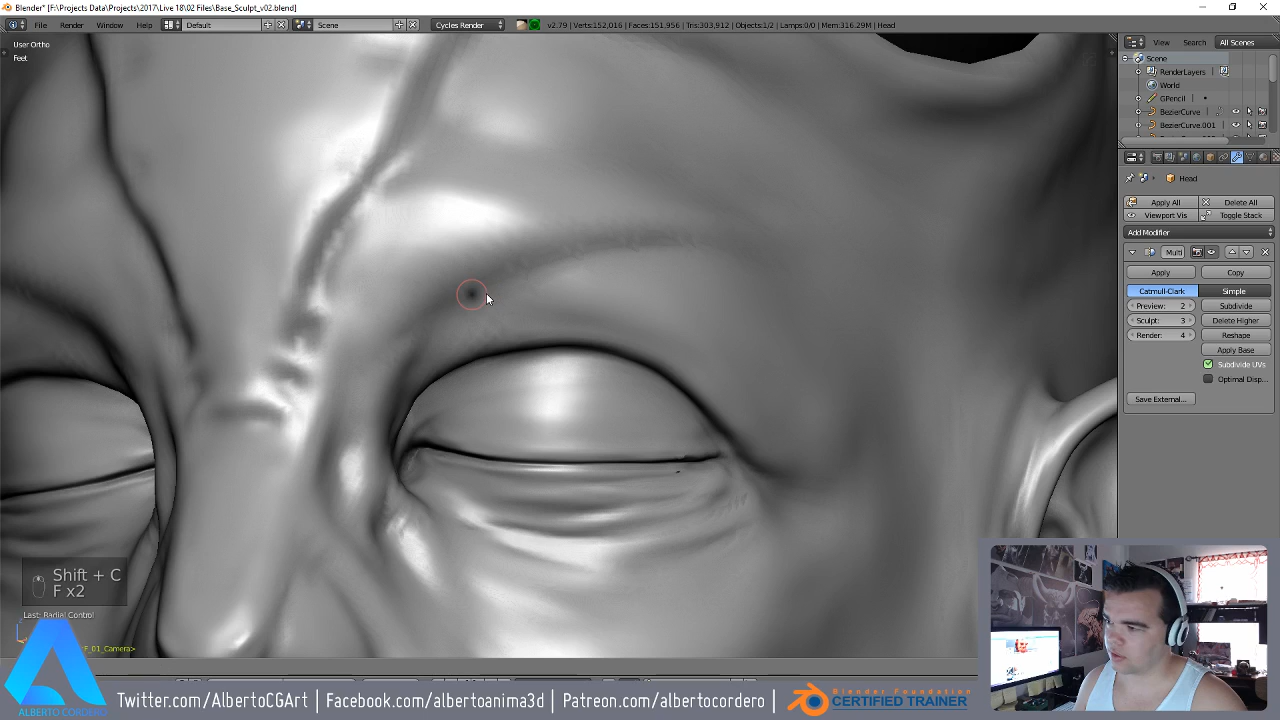 Blender* [F:\Projects Data\Projects\2017\Live 18\02 Files\Base_Sculpt_v02.blend]
File Render Window Help Default Scene Cycles Render v2.79 | Verts:152,016 | Faces:151,956 | Tris:303,912 | Objects:1/2 | Lamps:0/0 | Mem:316.29M | Head
User Ortho
Feet
View Search All Scenes
Scene
RenderLayers
World
GPencil
BezierCurve
BezierCurve.001
Head
Apply All Delete All
Viewport Vis Toggle Stack
Add Modifier
Multi
Apply Copy
Catmull-Clark Simple
Preview: 2 Subdivide
Sculpt: 3 Delete Higher
Render: 4 Reshape
Apply Base
Subdivide UVs
Optimal Disp...
Save External...
Shift + C
F x2
Last: Radial Control
F_01_Camera>
ALBERTO CORDERO
Twitter.com/AlbertoCGArt | Facebook.com/albertoanima3d | Patreon.com/albertocordero |
Blender Foundation
CERTIFIED TRAINER